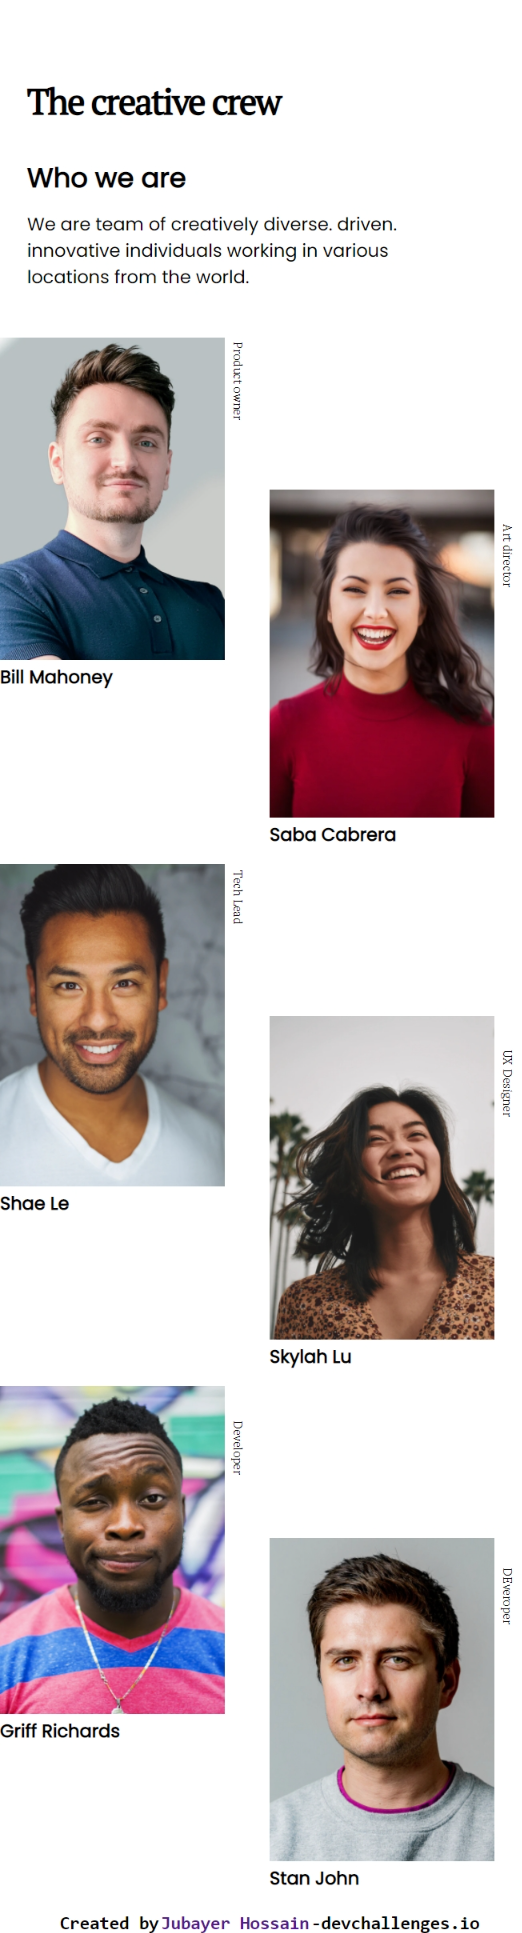 The creative crew
Who we are
We are team of creatively diverse. driven.
innovative individuals working in various
locations from the world.
Product owner
Bill Mahoney
Art director
Saba Cabrera
Tech Lead
Shae Le
UX Designer
Skylah Lu
Developer
Griff Richards
DEveroper
Stan John
Created by Jubayer Hossain -devchallenges.io